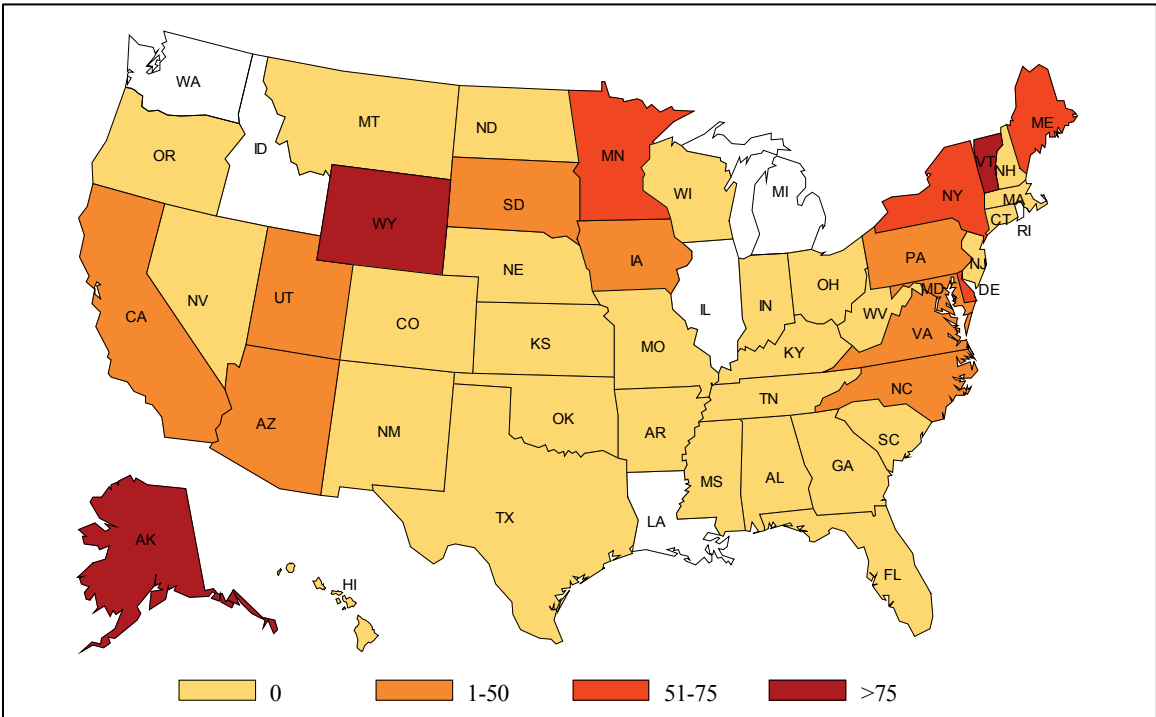 WA
MT
ND
OR
ID
MN
ME
VT
NH
WI
MI
NY
MA
CT
RI
WY
SD
PA
NJ
IA
NE
DE
MD
OH
NV
UT
CA
CO
IL
IN
WV
VA
KS
MO
KY
NC
AZ
NM
OK
AR
TN
SC
MS
AL
GA
TX
LA
AK
FL
HI
0
1-50
51-75
>75